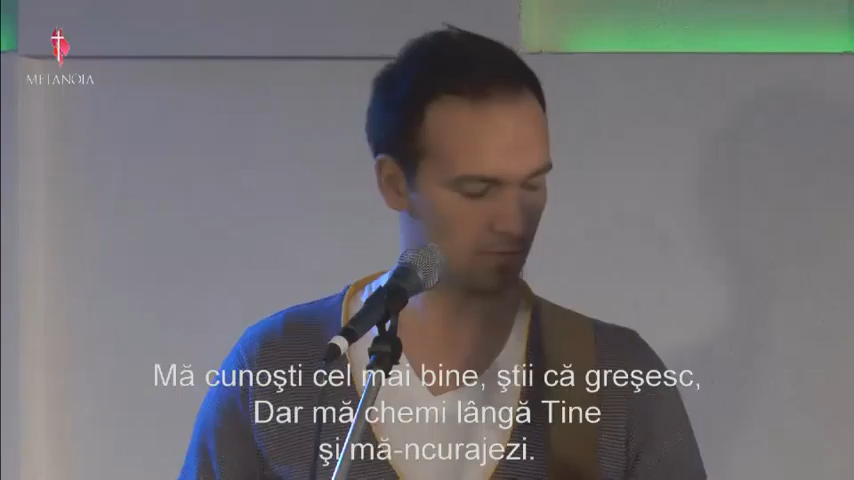 METANOIA
Mă cunoşti cel mai bine, ştii că greşesc,
Dar mă chemi lângă Tine
şi mă-ncurajezi.